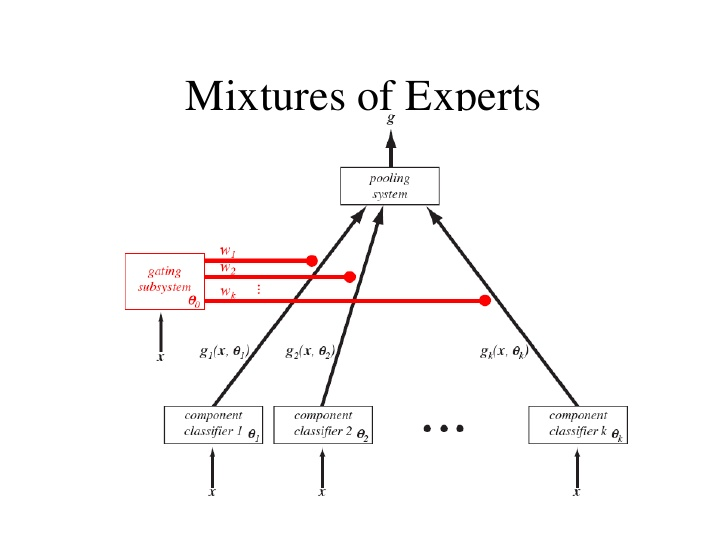 Mixtures of Experts
g
pooling
system
w1
gating
subsystem
θ0
w2
wk
⋮
x
g1(x, θ1)
g2(x, θ2)
gk(x, θk)
component
classifier 1 θ1
component
classifier 2 θ2
• • •
component
classifier k θk
x
x
x